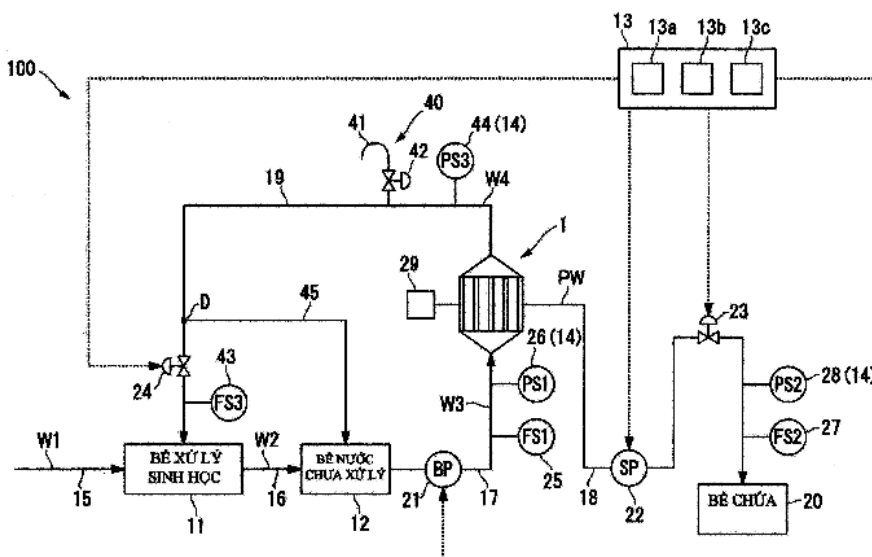 13
13a 13b 13c
100
40
41
44 (14)
42
PS3
19
W4
1
29
PW
D
45
23
26 (14)
24
43
PS1
PS2
28 (14)
FS3
W3
W1
W2
FS1
FS2
27
BỂ XỬ LÝ
SINH HỌC
BỂ NƯỚC
CHƯA XỬ LÝ
BP
SP
15
16
21
17
25
18
22
BỂ CHỨA
20
11
12